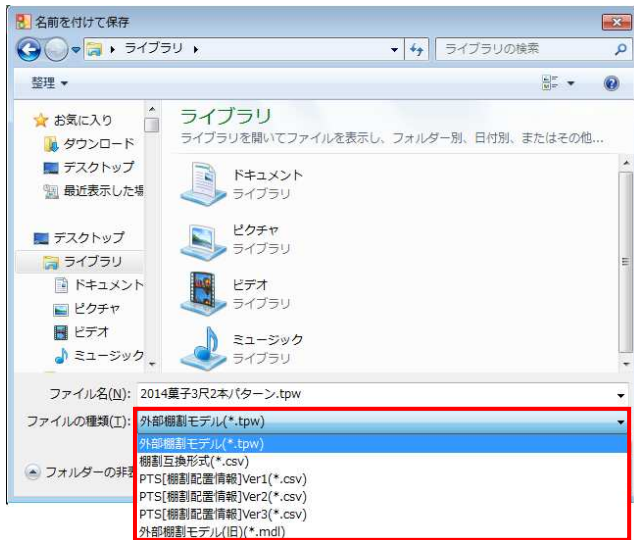 名前を付けて保存
ライブラリ
ライブラリの検索
整理
お気に入り
ダウンロード
デスクトップ
最近表示した場
デスクトップ
ライブラリ
ドキュメント
ピクチャ
ビデオ
ミュージック
ライブラリ
ライブラリを開いてファイルを表示し、フォルダー別、日付別、またはその他...
ドキュメント
ライブラリ
ピクチャ
ライブラリ
ビデオ
ライブラリ
ミュージック
ライブラリ
ファイル名(N): 2014菓子3尺2本パターン.tpw
ファイルの種類(T): 外部棚割モデル(*.tpw)
外部棚割モデル(*.tpw)
棚割互換形式(*.csv)
フォルダーの非表
PTS[棚割配置情報]Ver1(*.csv)
PTS[棚割配置情報]Ver2(*.csv)
PTS[棚割配置情報]Ver3(*.csv)
外部棚割モデル(旧)(*.mdl)